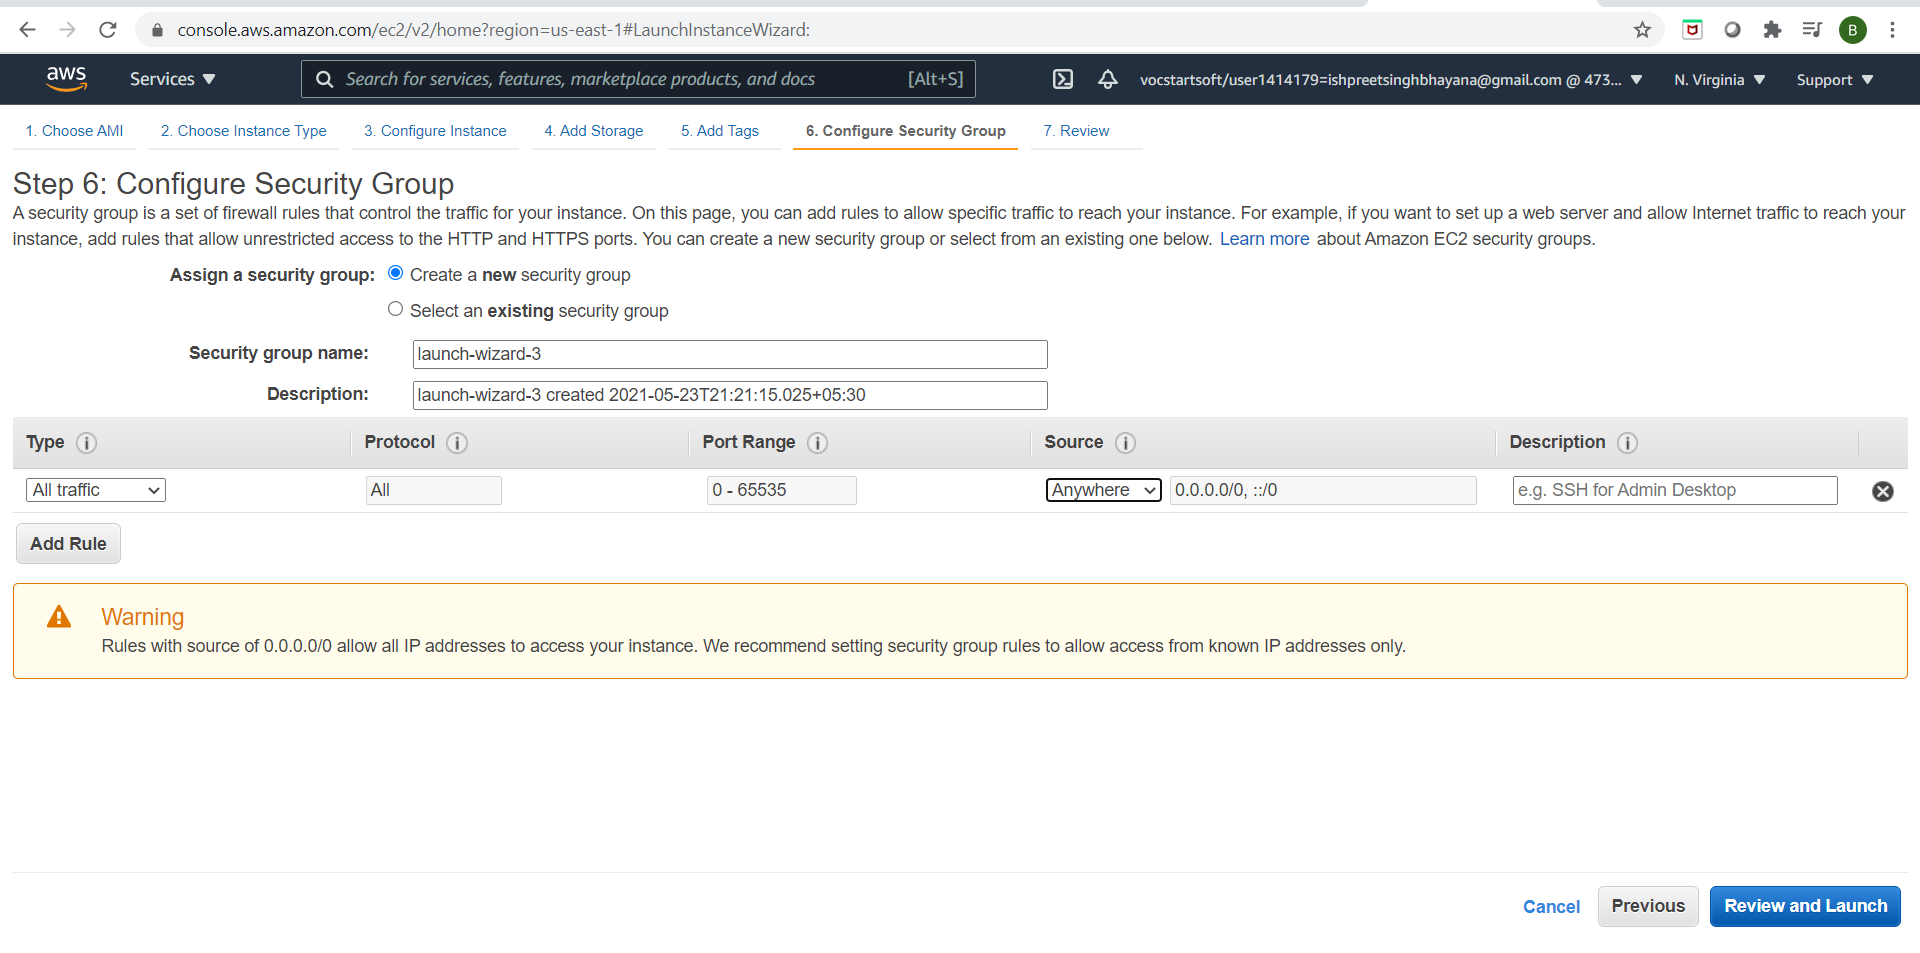 console.aws.amazon.com/ec2/v2/home?region=us-east-1#LaunchInstanceWizard:
B
aws Services Search for services, features, marketplace products, and docs [Alt+S] vocstartsoft/user1414179=ishpreetsinghbhayana@gmail.com @ 473... N. Virginia Support
1. Choose AMI 2. Choose Instance Type 3. Configure Instance 4. Add Storage 5. Add Tags 6. Configure Security Group 7. Review
Step 6: Configure Security Group
A security group is a set of firewall rules that control the traffic for your instance. On this page, you can add rules to allow specific traffic to reach your instance. For example, if you want to set up a web server and allow Internet traffic to reach your
instance, add rules that allow unrestricted access to the HTTP and HTTPS ports. You can create a new security group or select from an existing one below. Learn more about Amazon EC2 security groups.
Assign a security group: Create a new security group
Select an existing security group
Security group name: launch-wizard-3
Description: launch-wizard-3 created 2021-05-23T21:21:15.025+05:30
Type i Protocol i Port Range i Source i Description i
All traffic All 0 - 65535 Anywhere 0.0.0.0/0, ::/0 e.g. SSH for Admin Desktop
Add Rule
Warning
Rules with source of 0.0.0.0/0 allow all IP addresses to access your instance. We recommend setting security group rules to allow access from known IP addresses only.
Cancel Previous Review and Launch